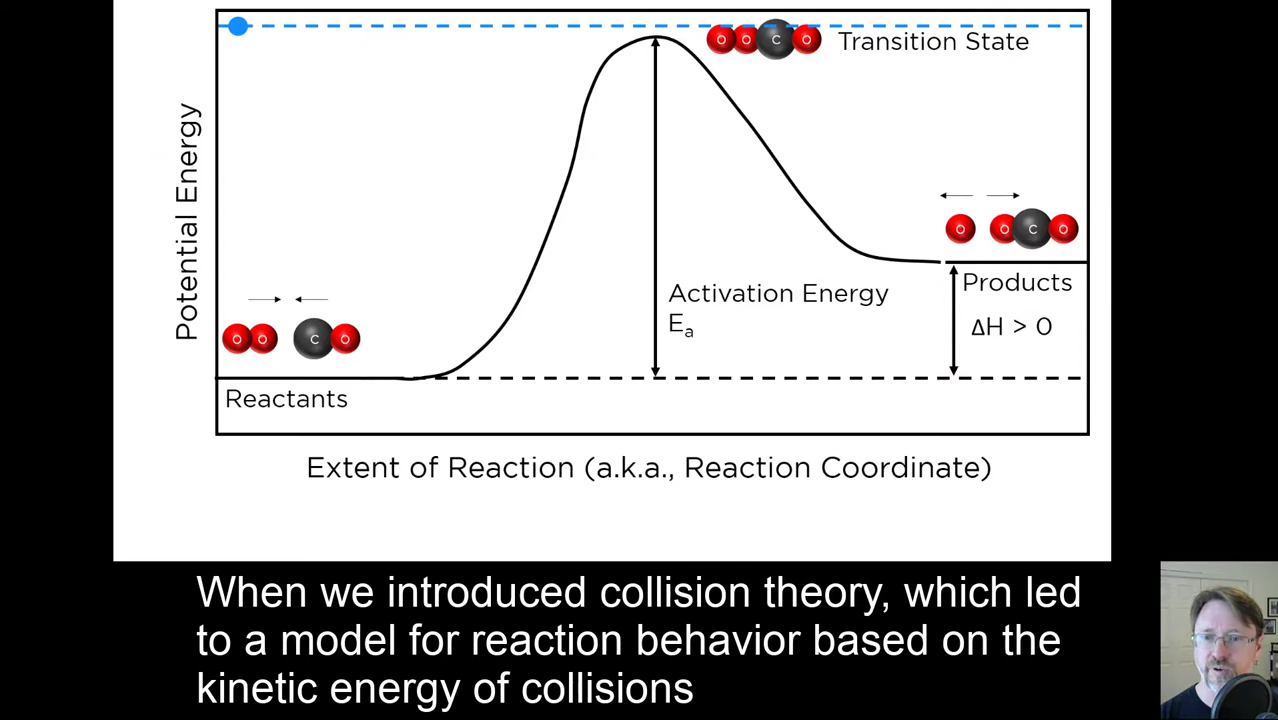 O O C O Transition State
Potential Energy
O O C O
Products
Activation Energy
Eₐ
ΔH > 0
O O C O
Reactants
Extent of Reaction (a.k.a., Reaction Coordinate)
When we introduced collision theory, which led
to a model for reaction behavior based on the
kinetic energy of collisions